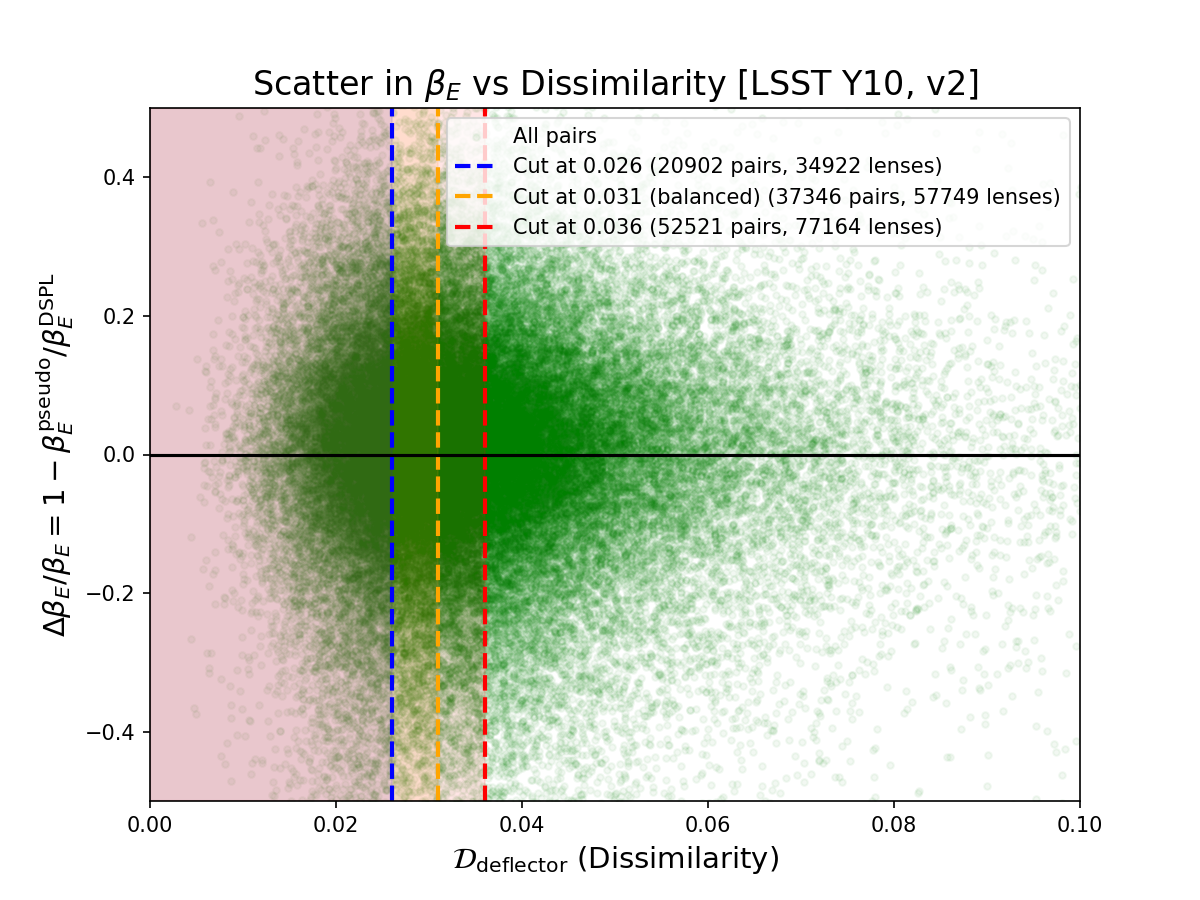 Scatter in β_E vs Dissimilarity [LSST Y10, v2]
All pairs
Cut at 0.026 (20902 pairs, 34922 lenses)
Cut at 0.031 (balanced) (37346 pairs, 57749 lenses)
Cut at 0.036 (52521 pairs, 77164 lenses)
Δβ_E/β_E = 1 − β_E^pseudo/β_E^DSPL
0.4
0.2
0.0
−0.2
−0.4
0.00 0.02 0.04 0.06 0.08 0.10
𝒟_deflector (Dissimilarity)